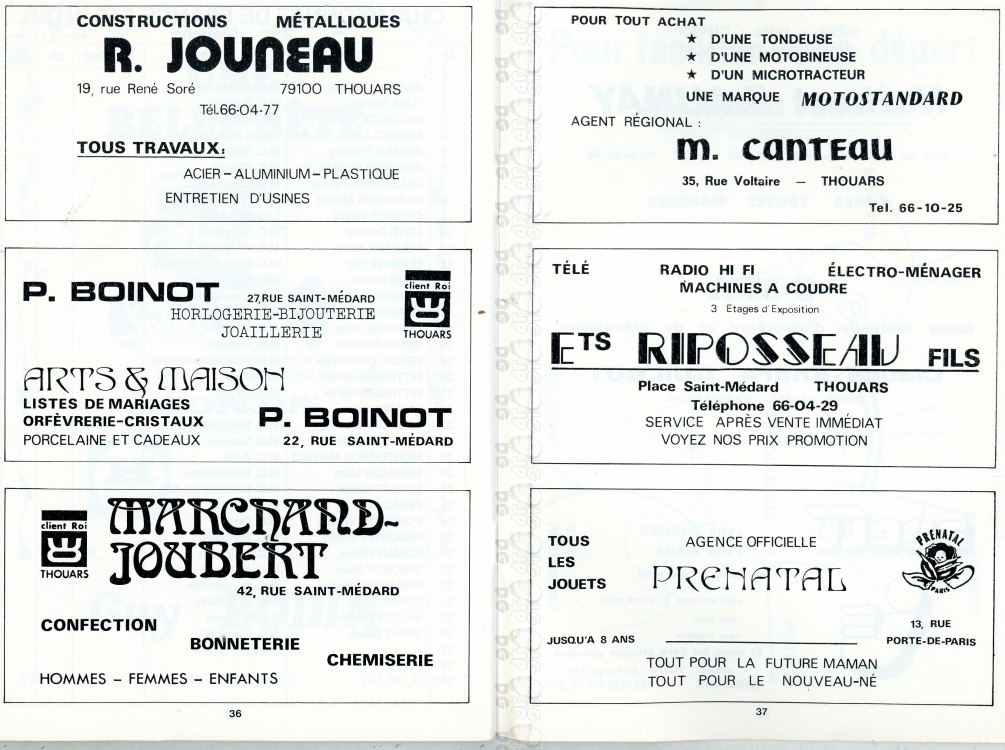 CONSTRUCTIONS MÉTALLIQUES
R. JOUNEAU
19, rue René Soré 79100 THOUARS
Tél.66-04-77
TOUS TRAVAUX:
ACIER – ALUMINIUM – PLASTIQUE
ENTRETIEN D'USINES
P. BOINOT
27,RUE SAINT-MÉDARD
HORLOGERIE-BIJOUTERIE
JOAILLERIE
client Roi
THOUARS
ARTS & MAISON
LISTES DE MARIAGES
ORFÈVRERIE-CRISTAUX
PORCELAINE ET CADEAUX
P. BOINOT
22, RUE SAINT-MÉDARD
client Roi
THOUARS
MARCHAND-
JOUBERT
42, RUE SAINT-MÉDARD
CONFECTION
BONNETERIE
CHEMISERIE
HOMMES – FEMMES – ENFANTS
36
POUR TOUT ACHAT
★ D'UNE TONDEUSE
★ D'UNE MOTOBINEUSE
★ D'UN MICROTRACTEUR
UNE MARQUE MOTOSTANDARD
AGENT RÉGIONAL :
M. CANTEAU
35, Rue Voltaire — THOUARS
Tel. 66-10-25
TÉLÉ RADIO HI FI ÉLECTRO-MÉNAGER
MACHINES A COUDRE
3 Etages d'Exposition
ETS RIPOSSEAU FILS
Place Saint-Médard THOUARS
Téléphone 66-04-29
SERVICE APRÈS VENTE IMMÉDIAT
VOYEZ NOS PRIX PROMOTION
TOUS
LES
JOUETS
JUSQU'A 8 ANS
AGENCE OFFICIELLE
PRENATAL
PRENATAL
PARIS
13, RUE
PORTE-DE-PARIS
TOUT POUR LA FUTURE MAMAN
TOUT POUR LE NOUVEAU-NÉ
37